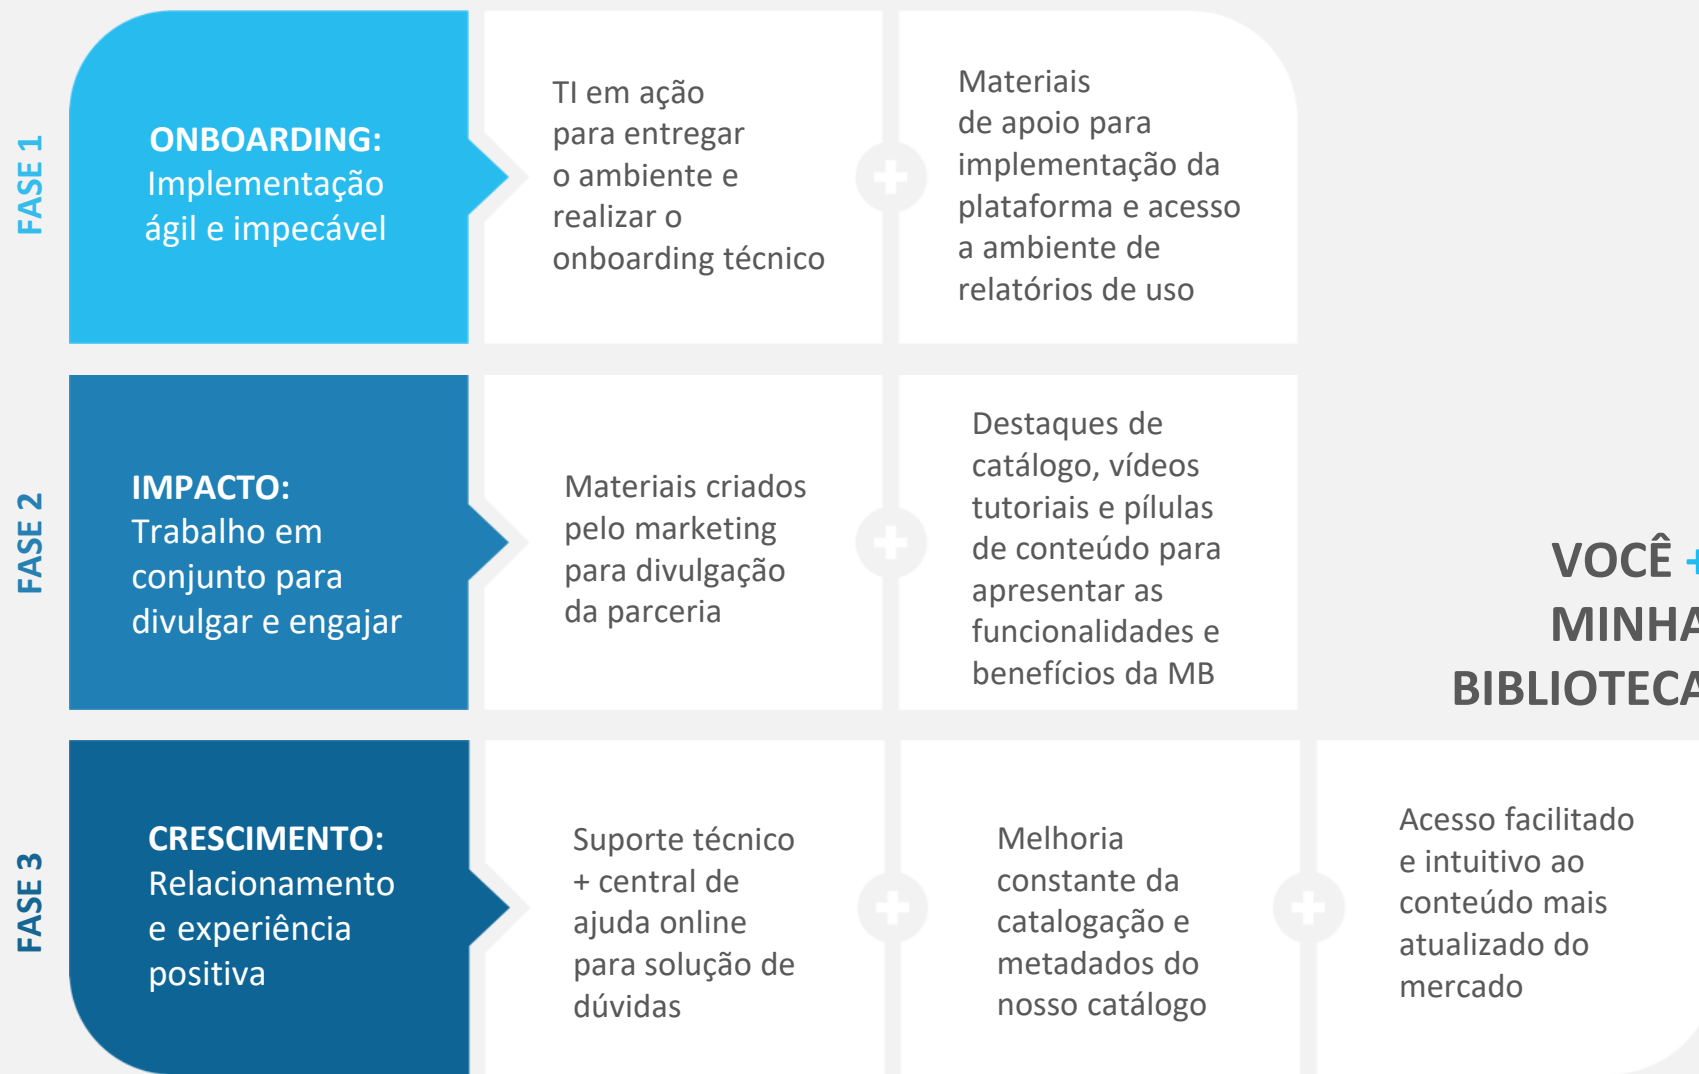 FASE 1
ONBOARDING:
Implementação
ágil e impecável
TI em ação
para entregar
o ambiente e
realizar o
onboarding técnico
Materiais
de apoio para
implementação da
plataforma e acesso
a ambiente de
relatórios de uso
FASE 2
IMPACTO:
Trabalho em
conjunto para
divulgar e engajar
Materiais criados
pelo marketing
para divulgação
da parceria
Destaques de
catálogo, vídeos
tutoriais e pílulas
de conteúdo para
apresentar as
funcionalidades e
benefícios da MB
VOCÊ +
MINHA
BIBLIOTECA
FASE 3
CRESCIMENTO:
Relacionamento
e experiência
positiva
Suporte técnico
+ central de
ajuda online
para solução de
dúvidas
Melhoria
constante da
catalogação e
metadados do
nosso catálogo
Acesso facilitado
e intuitivo ao
conteúdo mais
atualizado do
mercado